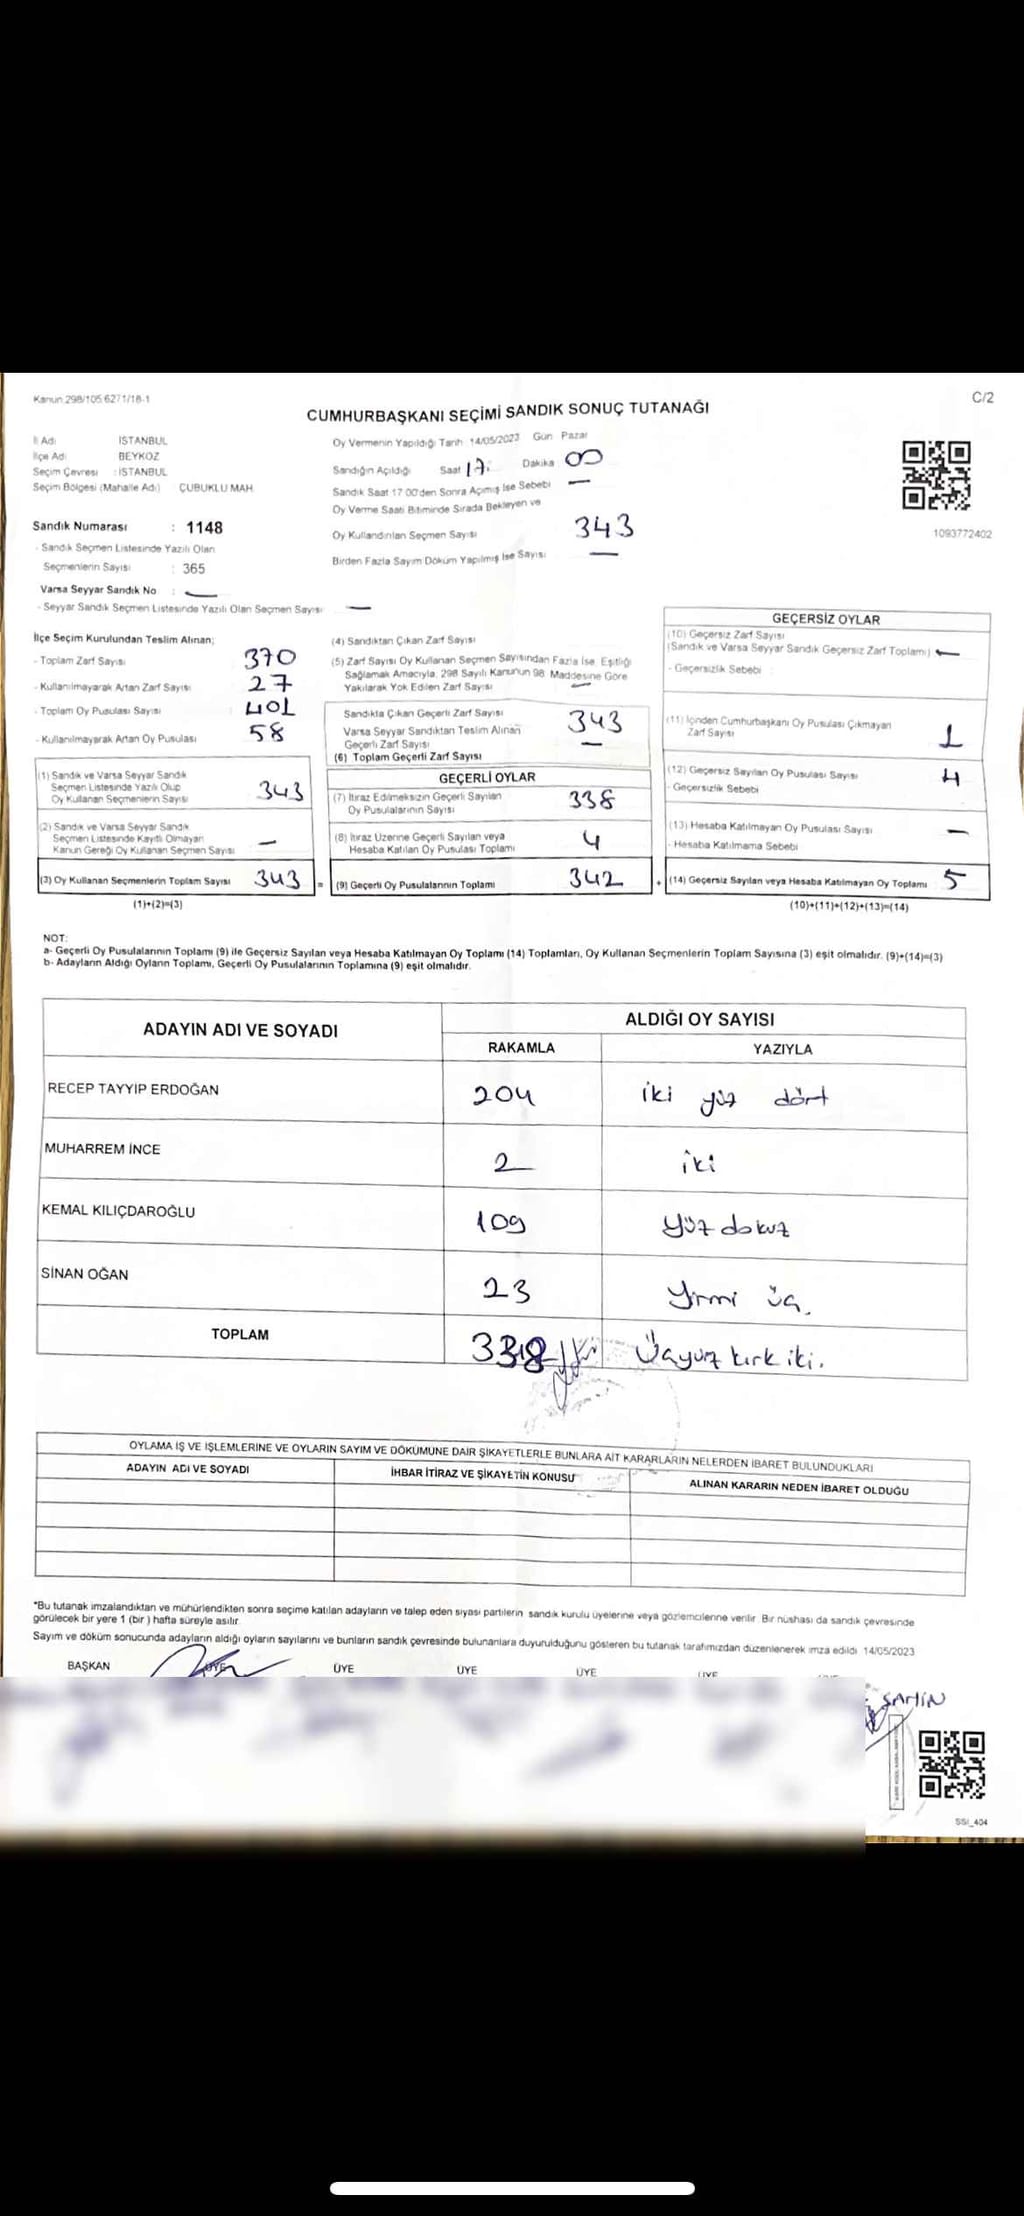 Kanun 298/105 6271/18-1
C/2
CUMHURBAŞKANI SEÇİMİ SANDIK SONUÇ TUTANAĞI
İl Adı İSTANBUL
İlçe Adı BEYKOZ
Seçim Çevresi : İSTANBUL
Seçim Bölgesi (Mahalle Adı) ÇUBUKLU MAH
Sandık Numarası : 1148
- Sandık Seçmen Listesinde Yazılı Olan
Seçmenlerin Sayısı : 365
Varsa Seyyar Sandık No : —
- Seyyar Sandık Seçmen Listesinde Yazılı Olan Seçmen Sayısı —
Oy Vermenin Yapıldığı Tarih 14/05/2023 Gün Pazar
Sandığın Açıldığı Saat 17. Dakika 00
Sandık Saat 17 00'den Sonra Açımış İse Sebebi —
Oy Verme Saati Bitiminde Sırada Bekleyen ve
Oy Kullandırılan Seçmen Sayısı 343
Birden Fazla Sayım Döküm Yapılmış İse Sayısı —
1093772402
İlçe Seçim Kurulundan Teslim Alınan;
- Toplam Zarf Sayısı 370
- Kullanılmayarak Artan Zarf Sayısı 27
- Toplam Oy Pusulası Sayısı : 401
- Kullanılmayarak Artan Oy Pusulası 58
(1) Sandık ve Varsa Seyyar Sandık
Seçmen Listesinde Yazılı Olup
Oy Kullanan Seçmenlerin Sayısı 343
(2) Sandık ve Varsa Seyyar Sandık
Seçmen Listesinde Kayıtlı Olmayan
Kanun Gereği Oy Kullanan Seçmen Sayısı —
(3) Oy Kullanan Seçmenlerin Toplam Sayısı 343 =
(1)+(2)=(3)
(4) Sandıktan Çıkan Zarf Sayısı
(5) Zarf Sayısı Oy Kullanan Seçmen Sayısından Fazla İse, Eşitliği
Sağlamak Amacıyla, 298 Sayılı Kanun'un 98. Maddesine Göre
Yakılarak Yok Edilen Zarf Sayısı —
Sandıkta Çıkan Geçerli Zarf Sayısı 343
Varsa Seyyar Sandıktan Teslim Alınan
Geçerli Zarf Sayısı —
(6) Toplam Geçerli Zarf Sayısı
GEÇERLİ OYLAR
(7) İtiraz Edilmeksizin Geçerli Sayılan
Oy Pusulalarının Sayısı 338
(8) İtiraz Üzerine Geçerli Sayılan veya
Hesaba Katılan Oy Pusulası Toplamı 4
(9) Geçerli Oy Pusulalarının Toplamı 342 +
GEÇERSİZ OYLAR
(10) Geçersiz Zarf Sayısı
(Sandık ve Varsa Seyyar Sandık Geçersiz Zarf Toplamı) —
- Geçersizlik Sebebi :
(11) İçinden Cumhurbaşkanı Oy Pusulası Çıkmayan
Zarf Sayısı 1
(12) Geçersiz Sayılan Oy Pusulası Sayısı 4
- Geçersizlik Sebebi
(13) Hesaba Katılmayan Oy Pusulası Sayısı —
- Hesaba Katılmama Sebebi
(14) Geçersiz Sayılan veya Hesaba Katılmayan Oy Toplamı 5
(10)+(11)+(12)+(13)=(14)
NOT:
a- Geçerli Oy Pusulalarının Toplamı (9) ile Geçersiz Sayılan veya Hesaba Katılmayan Oy Toplamı (14) Toplamları, Oy Kullanan Seçmenlerin Toplam Sayısına (3) eşit olmalıdır. (9)+(14)=(3)
b- Adayların Aldığı Oyların Toplamı, Geçerli Oy Pusulalarının Toplamına (9) eşit olmalıdır.
ADAYIN ADI VE SOYADI
ALDIĞI OY SAYISI
RAKAMLA YAZIYLA
RECEP TAYYİP ERDOĞAN 204 iki yüz dört
MUHARREM İNCE 2 iki
KEMAL KILIÇDAROĞLU 109 yüz dokuz
SİNAN OĞAN 23 Yirmi üç.
TOPLAM 338 Üçyüz kırk iki.
OYLAMA İŞ VE İŞLEMLERİNE VE OYLARIN SAYIM VE DÖKÜMÜNE DAİR ŞİKAYETLERLE BUNLARA AİT KARARLARIN NELERDEN İBARET BULUNDUKLARI
ADAYIN ADI VE SOYADI İHBAR İTİRAZ VE ŞİKAYETİN KONUSU ALINAN KARARIN NEDEN İBARET OLDUĞU
*Bu tutanak imzalandıktan ve mühürlendikten sonra seçime katılan adayların ve talep eden siyasi partilerin sandık kurulu üyelerine veya gözlemcilerine verilir. Bir nüshası da sandık çevresinde
görülecek bir yere 1 (bir ) hafta süreyle asılır.
Sayım ve döküm sonucunda adayların aldığı oyların sayılarını ve bunların sandık çevresinde bulunanlara duyurulduğunu gösteren bu tutanak tarafımızdan düzenlenerek imza edildi 14/05/2023
BAŞKAN ÜYE ÜYE ÜYE ÜYE ÜYE
ŞAHİN
SSI_404